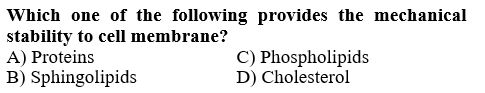 Which one of the following provides the mechanical
stability to cell membrane?
A) Proteins C) Phospholipids
B) Sphingolipids D) Cholesterol